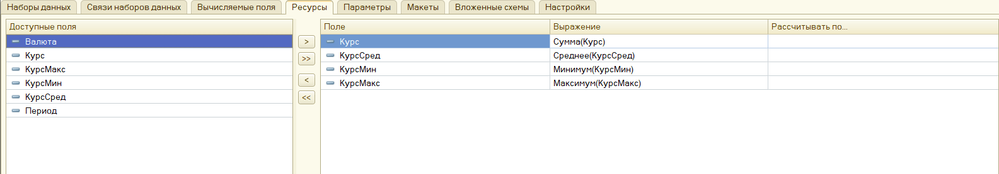 Наборы данных Связи наборов данных Вычисляемые поля Ресурсы Параметры Макеты Вложенные схемы Настройки
Доступные поля
Валюта
Курс
КурсМакс
КурсМин
КурсСред
Период
>
>>
<
<<
Поле Выражение Рассчитывать по...
Курс Сумма(Курс)
КурсСред Среднее(КурсСред)
КурсМин Минимум(КурсМин)
КурсМакс Максимум(КурсМакс)